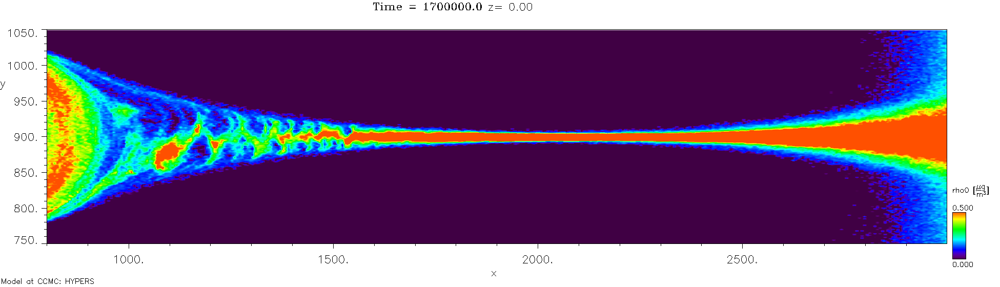 Time = 1700000.0 z= 0.00
1050.
1000.
y
950.
900.
850.
800.
750.
1000. 1500. 2000. 2500.
x
rho0 [μg/m³]
0.500
0.000
Model at CCMC: HYPERS